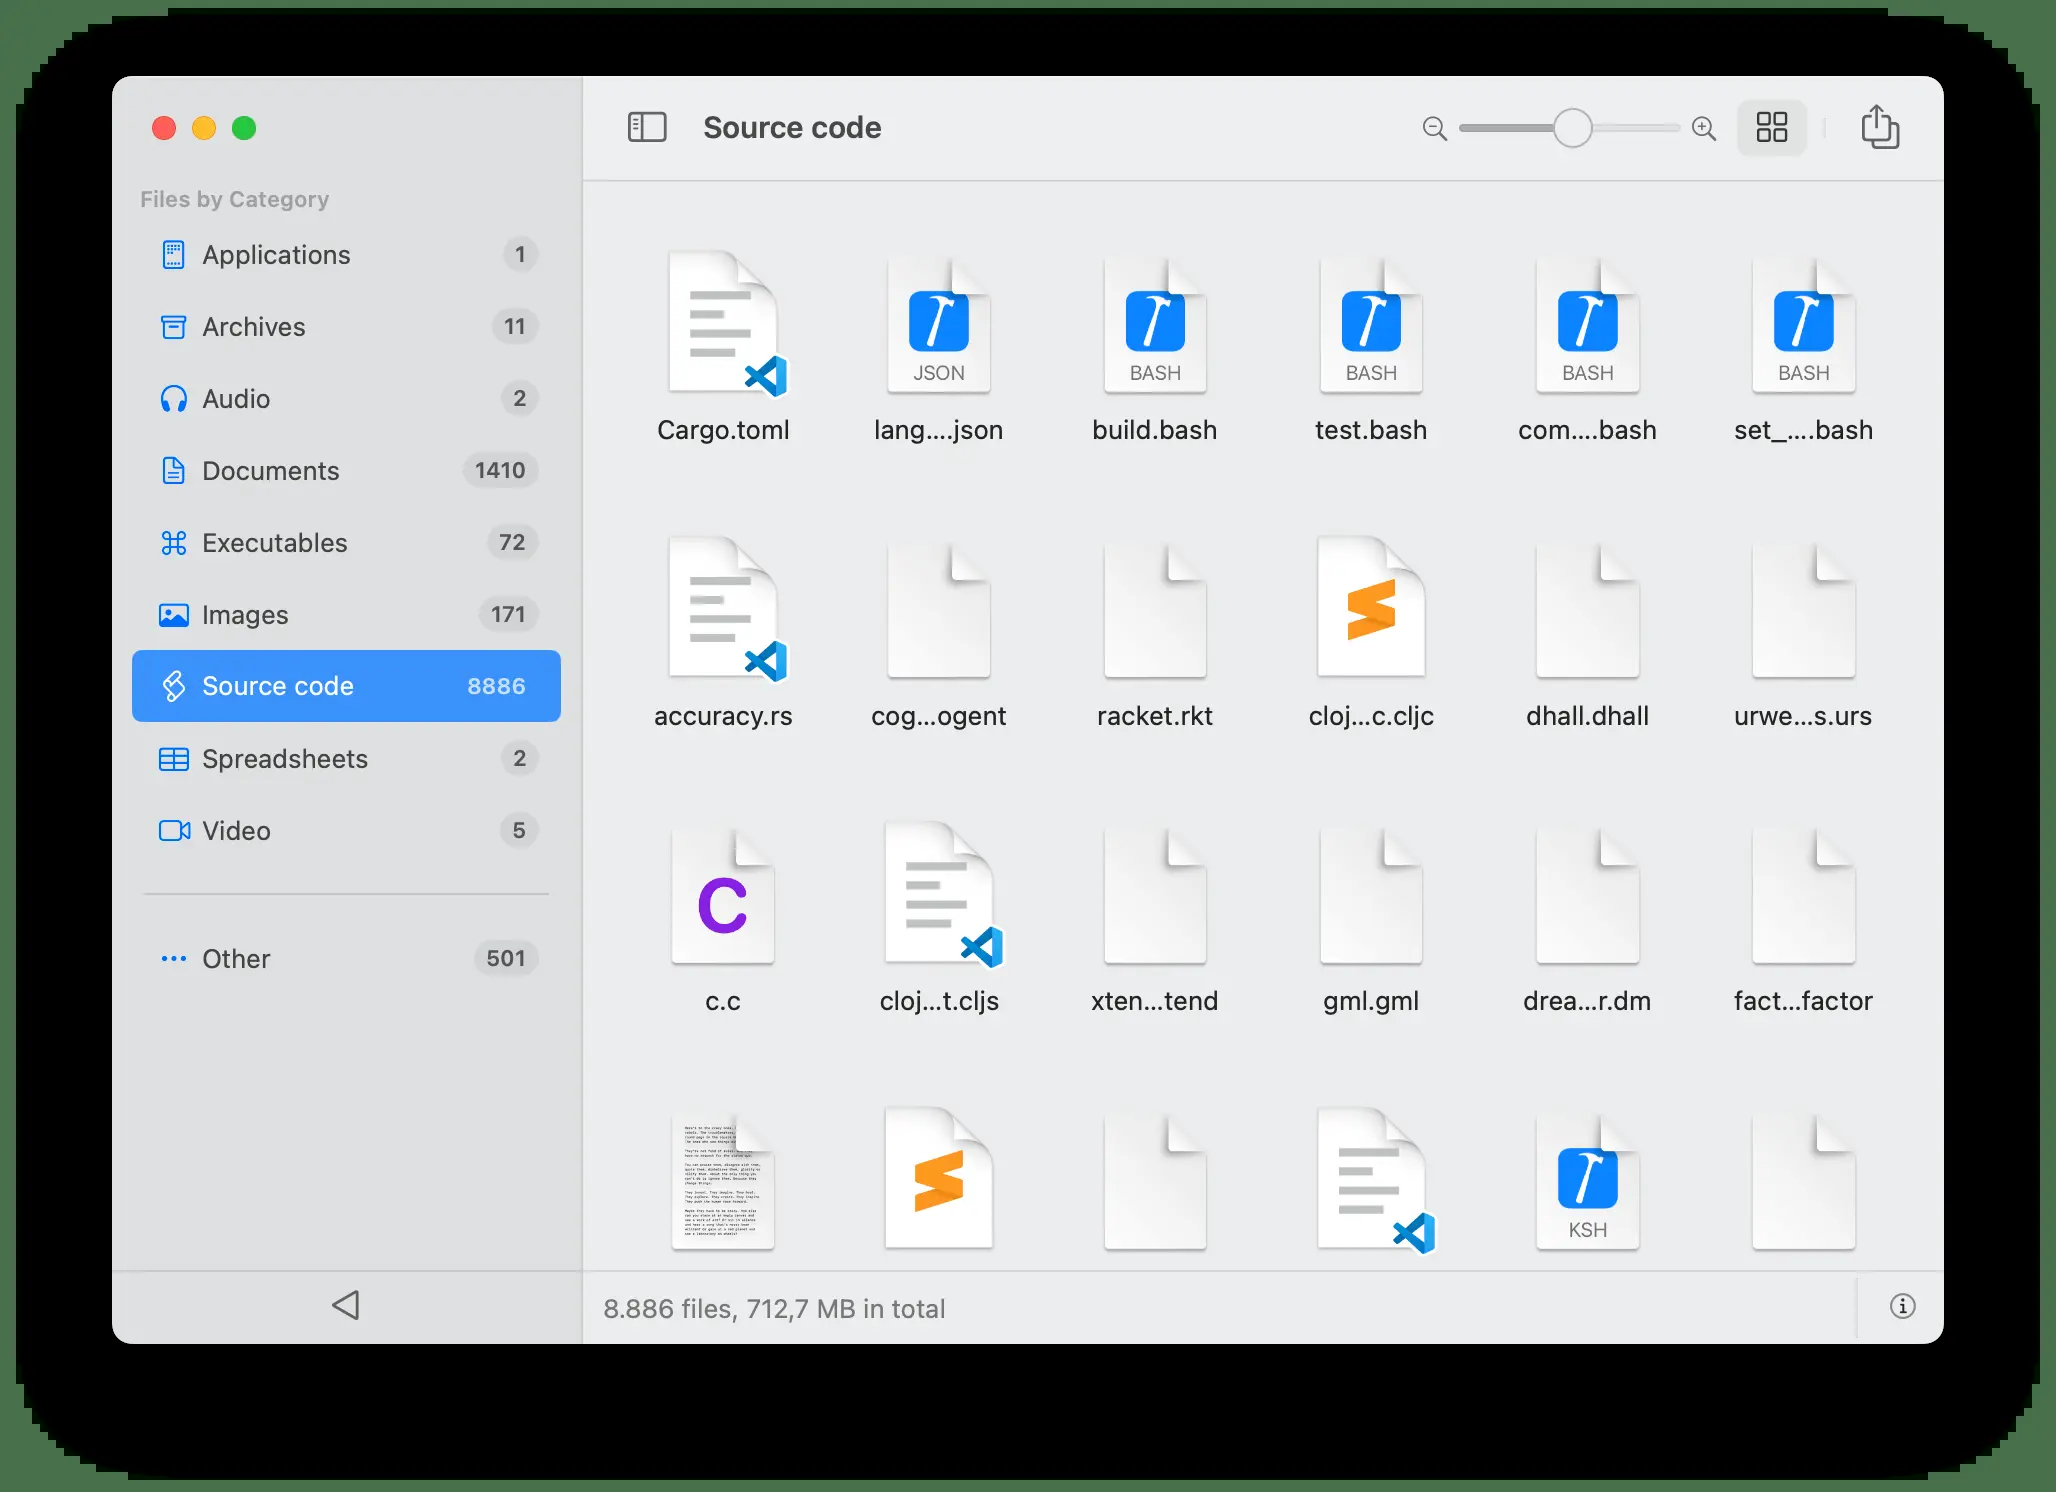 Source code
Files by Category
Applications 1
Archives 11
Audio 2
Documents 1410
Executables 72
Images 171
Source code 8886
Spreadsheets 2
Video 5
Other 501
JSON
BASH
BASH
BASH
BASH
Cargo.toml
lang....json
build.bash
test.bash
com....bash
set_....bash
accuracy.rs
cog...ogent
racket.rkt
cloj...c.cljc
dhall.dhall
urwe...s.urs
C
c.c
cloj...t.cljs
xten...tend
gml.gml
drea...r.dm
fact...factor
KSH
8.886 files, 712,7 MB in total